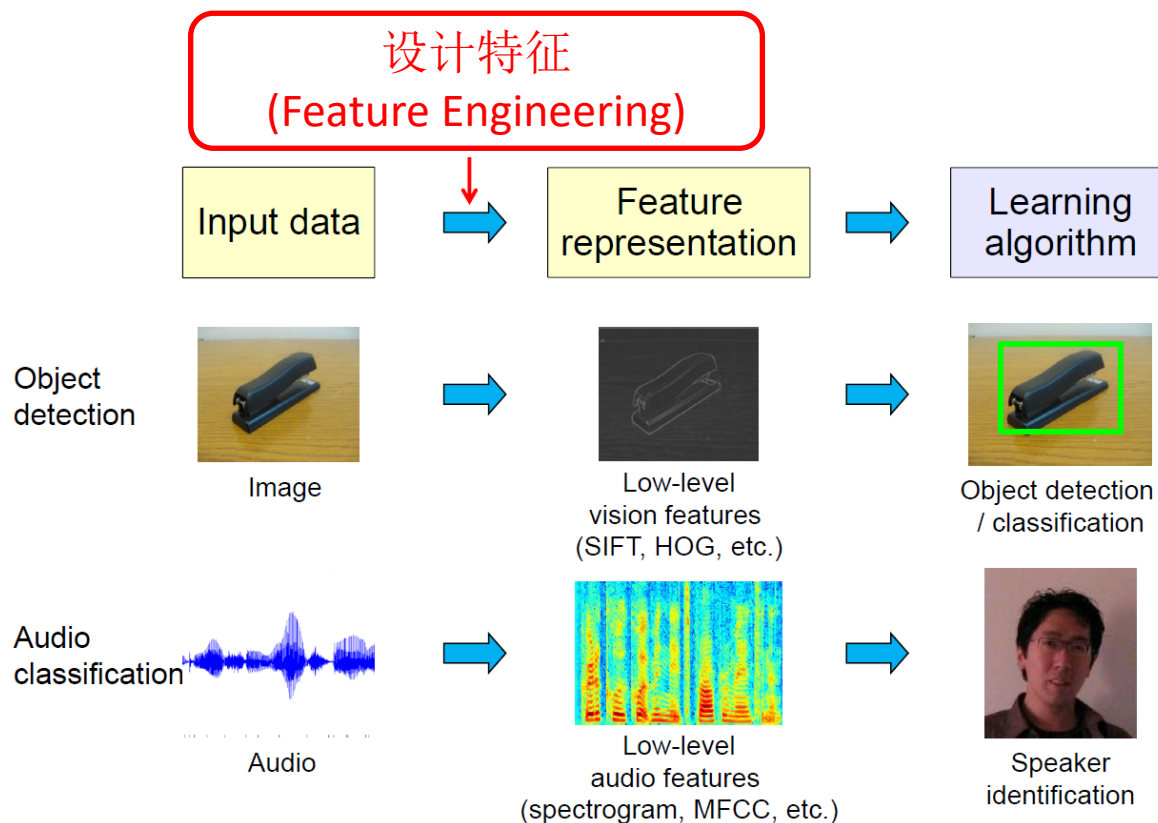 设计特征
(Feature Engineering)
Input data
Feature
representation
Learning
algorithm
Object
detection
Image
Low-level
vision features
(SIFT, HOG, etc.)
Object detection
/ classification
Audio
classification
Audio
Low-level
audio features
(spectrogram, MFCC, etc.)
Speaker
identification